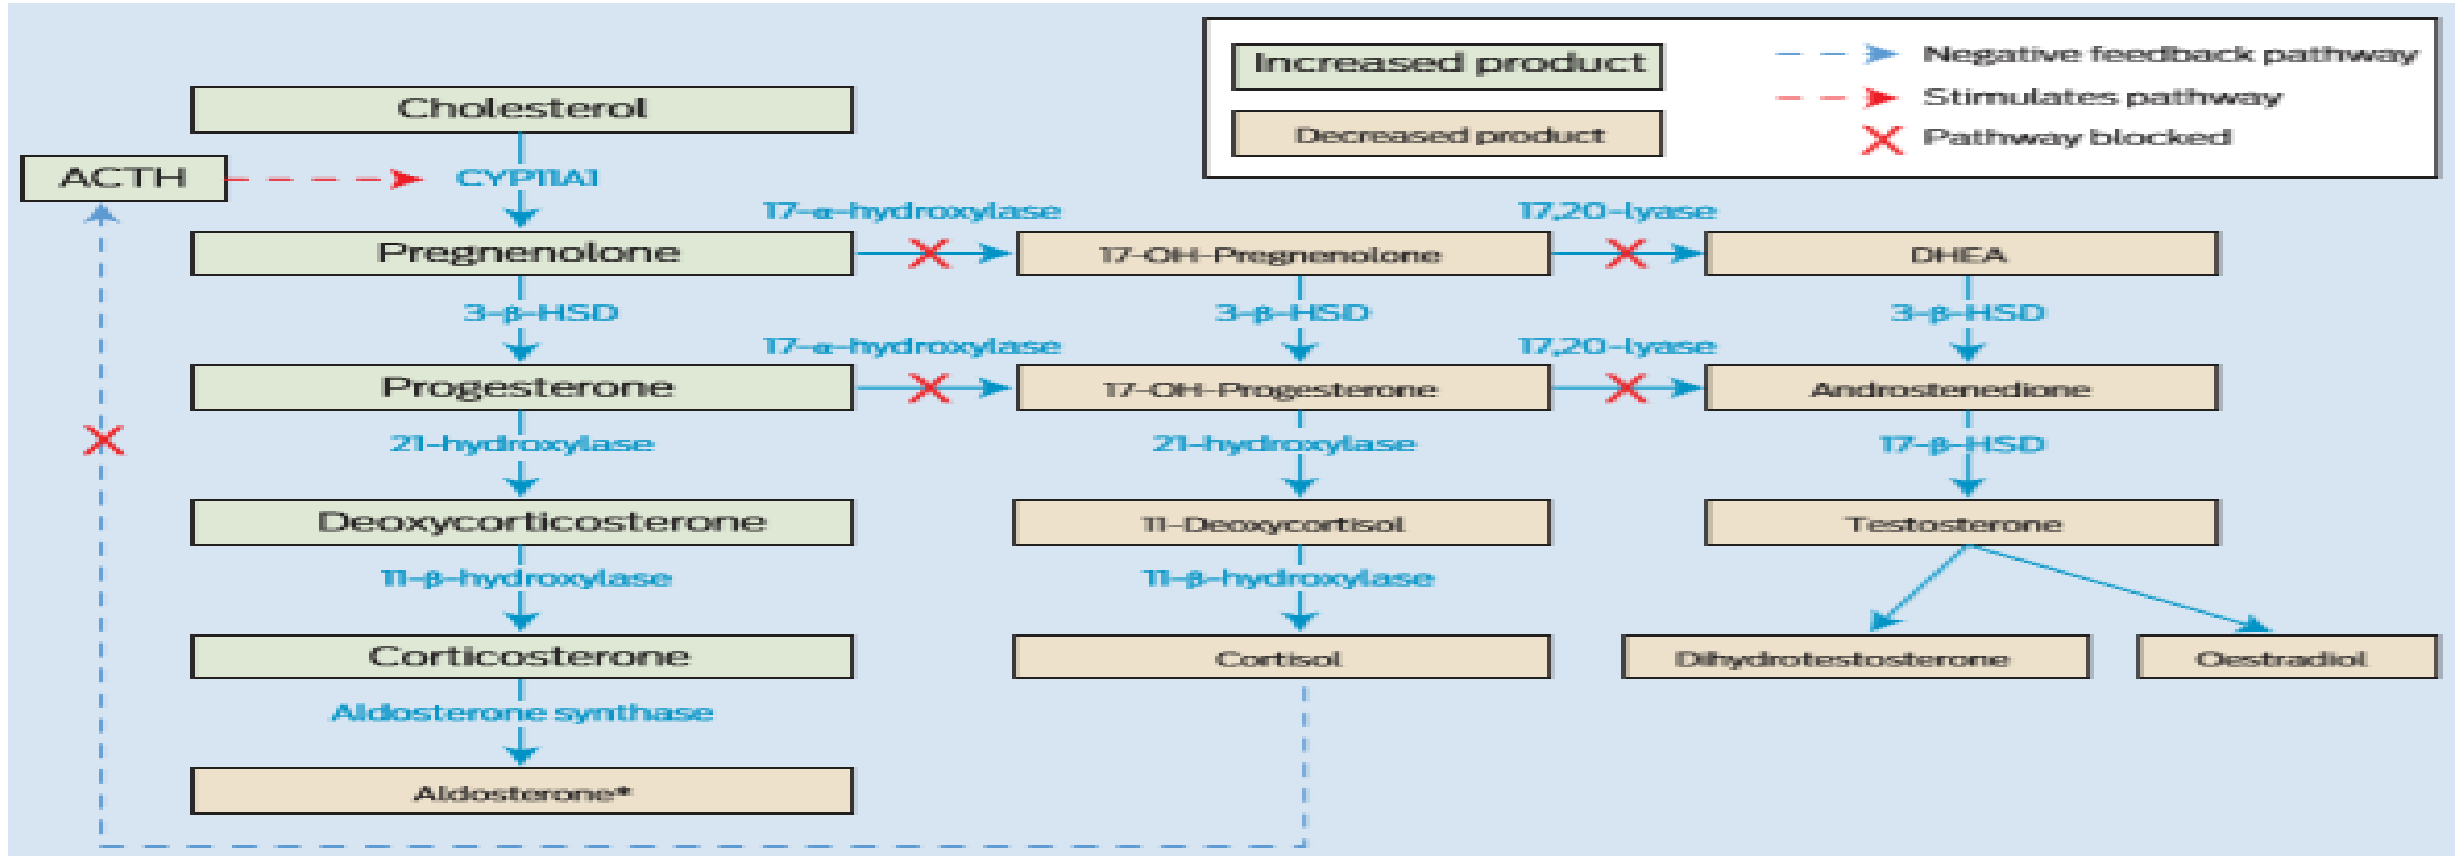 Increased product
Decreased product
Negative feedback pathway
Stimulates pathway
Pathway blocked
Cholesterol
ACTH
CYP11A1
17-α-hydroxylase
17,20-lyase
Pregnenolone
17-OH-Pregnenolone
DHEA
3-β-HSD
3-β-HSD
3-β-HSD
17-α-hydroxylase
17,20-lyase
Progesterone
17-OH-Progesterone
Androstenedione
21-hydroxylase
21-hydroxylase
17-β-HSD
Deoxycorticosterone
11-Deoxycortisol
Testosterone
11-β-hydroxylase
11-β-hydroxylase
Corticosterone
Cortisol
Dihydrotestosterone
Oestradiol
Aldosterone synthase
Aldosterone*